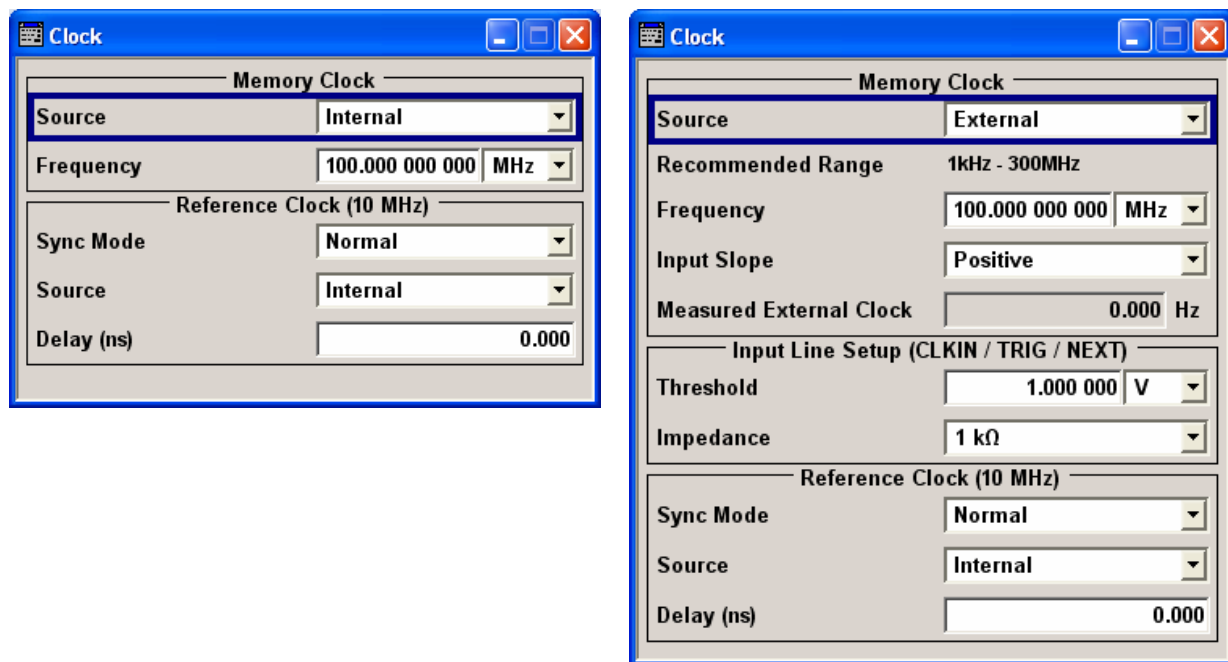 Clock
Memory Clock
Source Internal
Frequency 100.000 000 000 MHz
Reference Clock (10 MHz)
Sync Mode Normal
Source Internal
Delay (ns) 0.000
Clock
Memory Clock
Source External
Recommended Range 1kHz - 300MHz
Frequency 100.000 000 000 MHz
Input Slope Positive
Measured External Clock 0.000 Hz
Input Line Setup (CLKIN / TRIG / NEXT)
Threshold 1.000 000 V
Impedance 1 kΩ
Reference Clock (10 MHz)
Sync Mode Normal
Source Internal
Delay (ns) 0.000